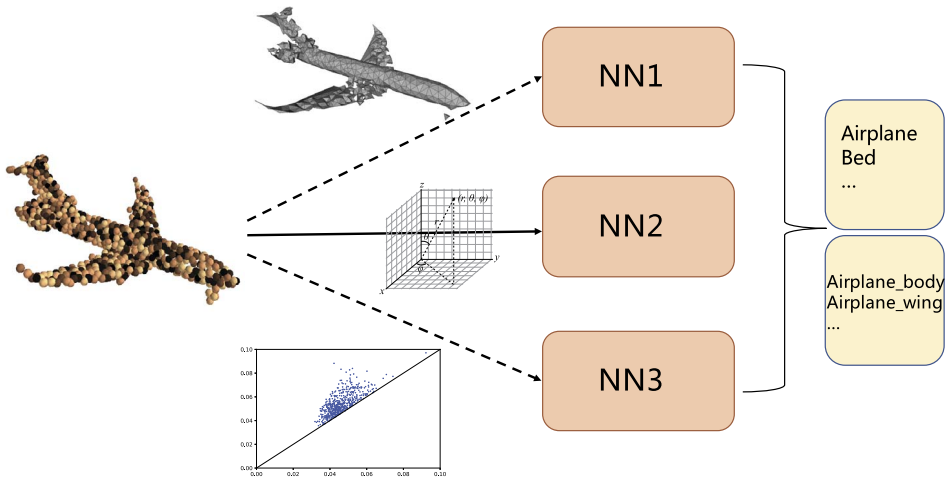 NN1
z
(r, θ, φ)
r
θ
φ
y
x
NN2
0.10
0.08
0.06
0.04
0.02
0.00
0.00 0.02 0.04 0.06 0.08 0.10
NN3
Airplane
Bed
...
Airplane_body
Airplane_wing
...